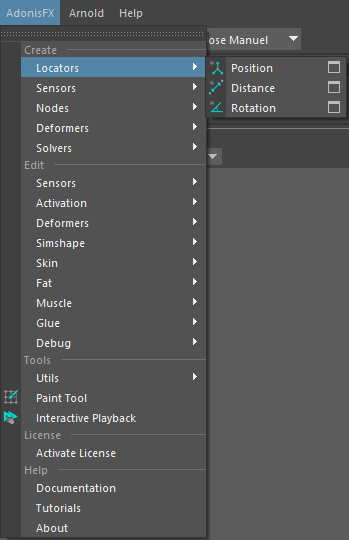 AdonisFX Arnold Help
ose Manuel
Create
Locators
Position
Distance
Rotation
Sensors
Nodes
Deformers
Solvers
Edit
Sensors
Activation
Deformers
Simshape
Skin
Fat
Muscle
Glue
Debug
Tools
Utils
Paint Tool
Interactive Playback
License
Activate License
Help
Documentation
Tutorials
About